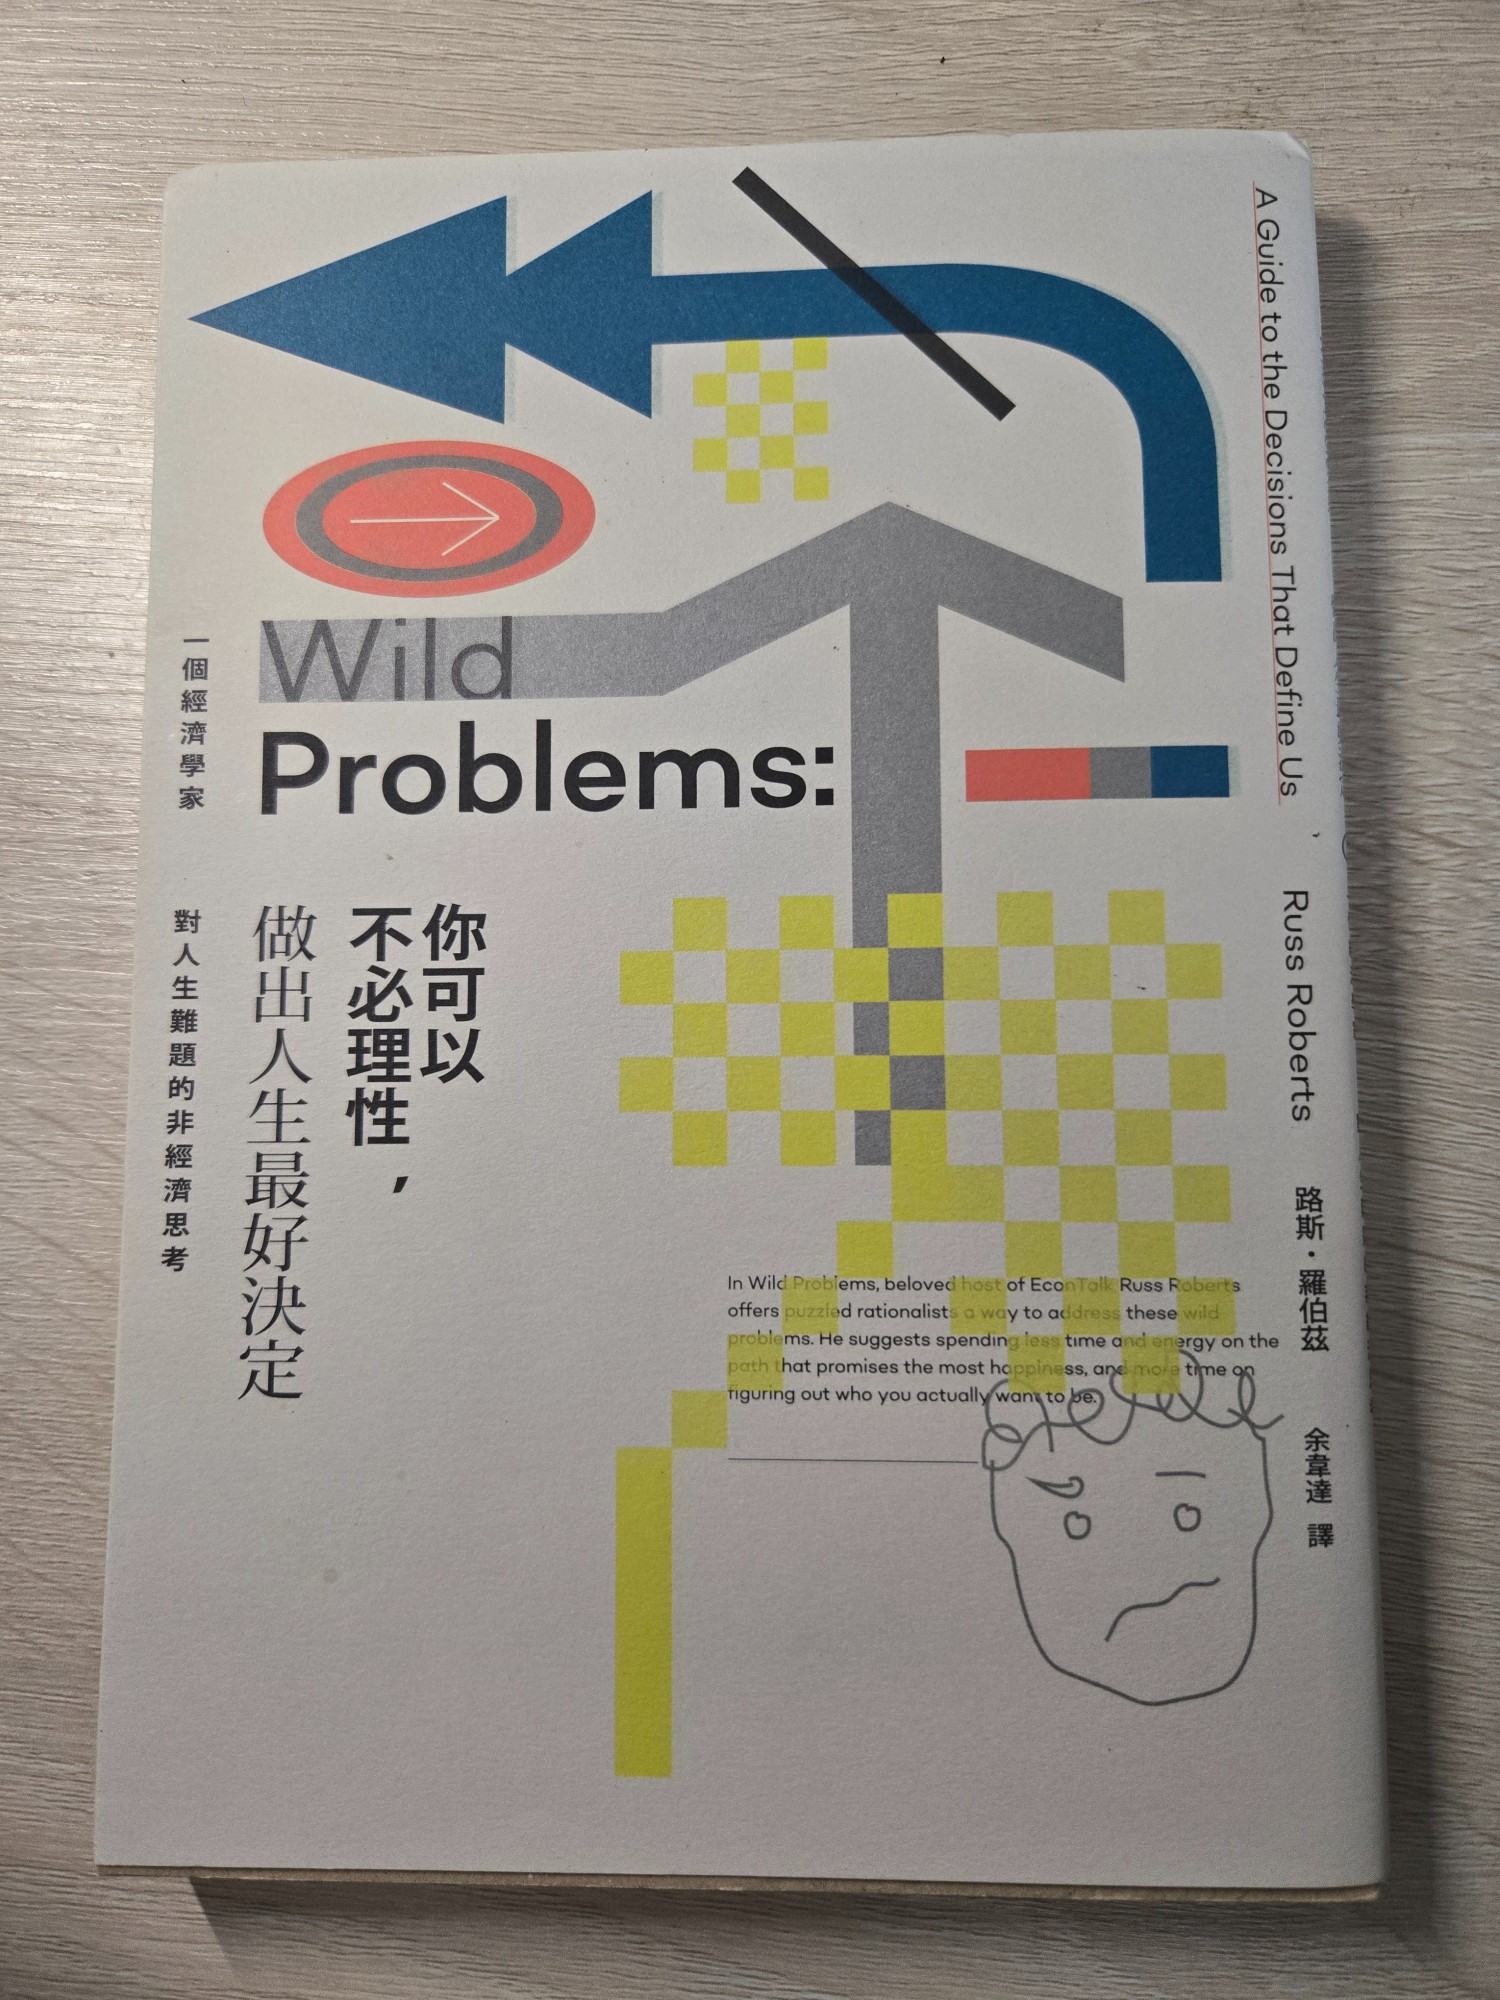 A Guide to the Decisions That Define Us
Russ Roberts
路斯・羅伯茲
余韋達 譯
Wild
Problems:
你可以
不必理性，
做出人生最好決定
一個經濟學家
對人生難題的非經濟思考
In Wild Problems, beloved host of EconTalk Russ Roberts
offers puzzled rationalists a way to address these wild
problems. He suggests spending less time and energy on the
path that promises the most happiness, and more time on
figuring out who you actually want to be.